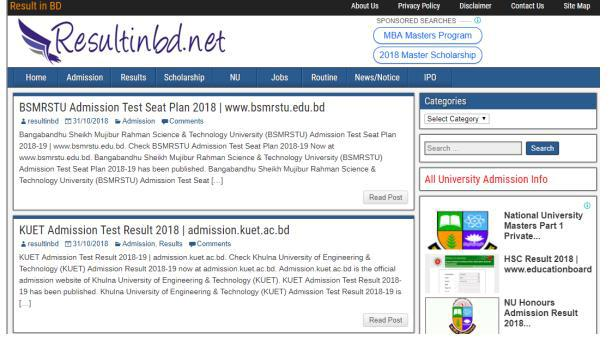 Result in BD
About Us Privacy Policy Disclaimer Contact Us Site Map
Resultinbd.net
SPONSORED SEARCHES
MBA Masters Program
2018 Master Scholarship
Home Admission Results Scholarship NU Jobs Routine News/Notice IPO
BSMRSTU Admission Test Seat Plan 2018 | www.bsmrstu.edu.bd
resultinbd 31/10/2018 Admission Comments
Bangabandhu Sheikh Mujibur Rahman Science & Technology University (BSMRSTU) Admission Test Seat Plan
2018-19 | www.bsmrstu.edu.bd. Check BSMRSTU Admission Test Seat Plan 2018-19 Now at
www.bsmrstu.edu.bd. Bangabandhu Sheikh Mujibur Rahman Science & Technology University (BSMRSTU)
Admission Test Seat Plan 2018-19 has been published. Bangabandhu Sheikh Mujibur Rahman Science &
Technology University (BSMRSTU) Admission Test Seat […]
Read Post
KUET Admission Test Result 2018 | admission.kuet.ac.bd
resultinbd 31/10/2018 Admission, Results Comments
KUET Admission Test Result 2018-19 | admission.kuet.ac.bd. Check Khulna University of Engineering &
Technology (KUET) Admission Result 2018-19 now at admission.kuet.ac.bd. Admission.kuet.ac.bd is the official
admission website of Khulna University of Engineering & Technology (KUET). KUET Admission Test Result 2018-
19 has been published. Khulna University of Engineering & Technology (KUET) Admission Test Result 2018-19 is
[…]
Read Post
Categories
Select Category
Search ... Search
All University Admission Info
National University
Masters Part 1
Private...
HSC Result 2018 |
www.educationboard
NU Honours
Admission Result
2018...